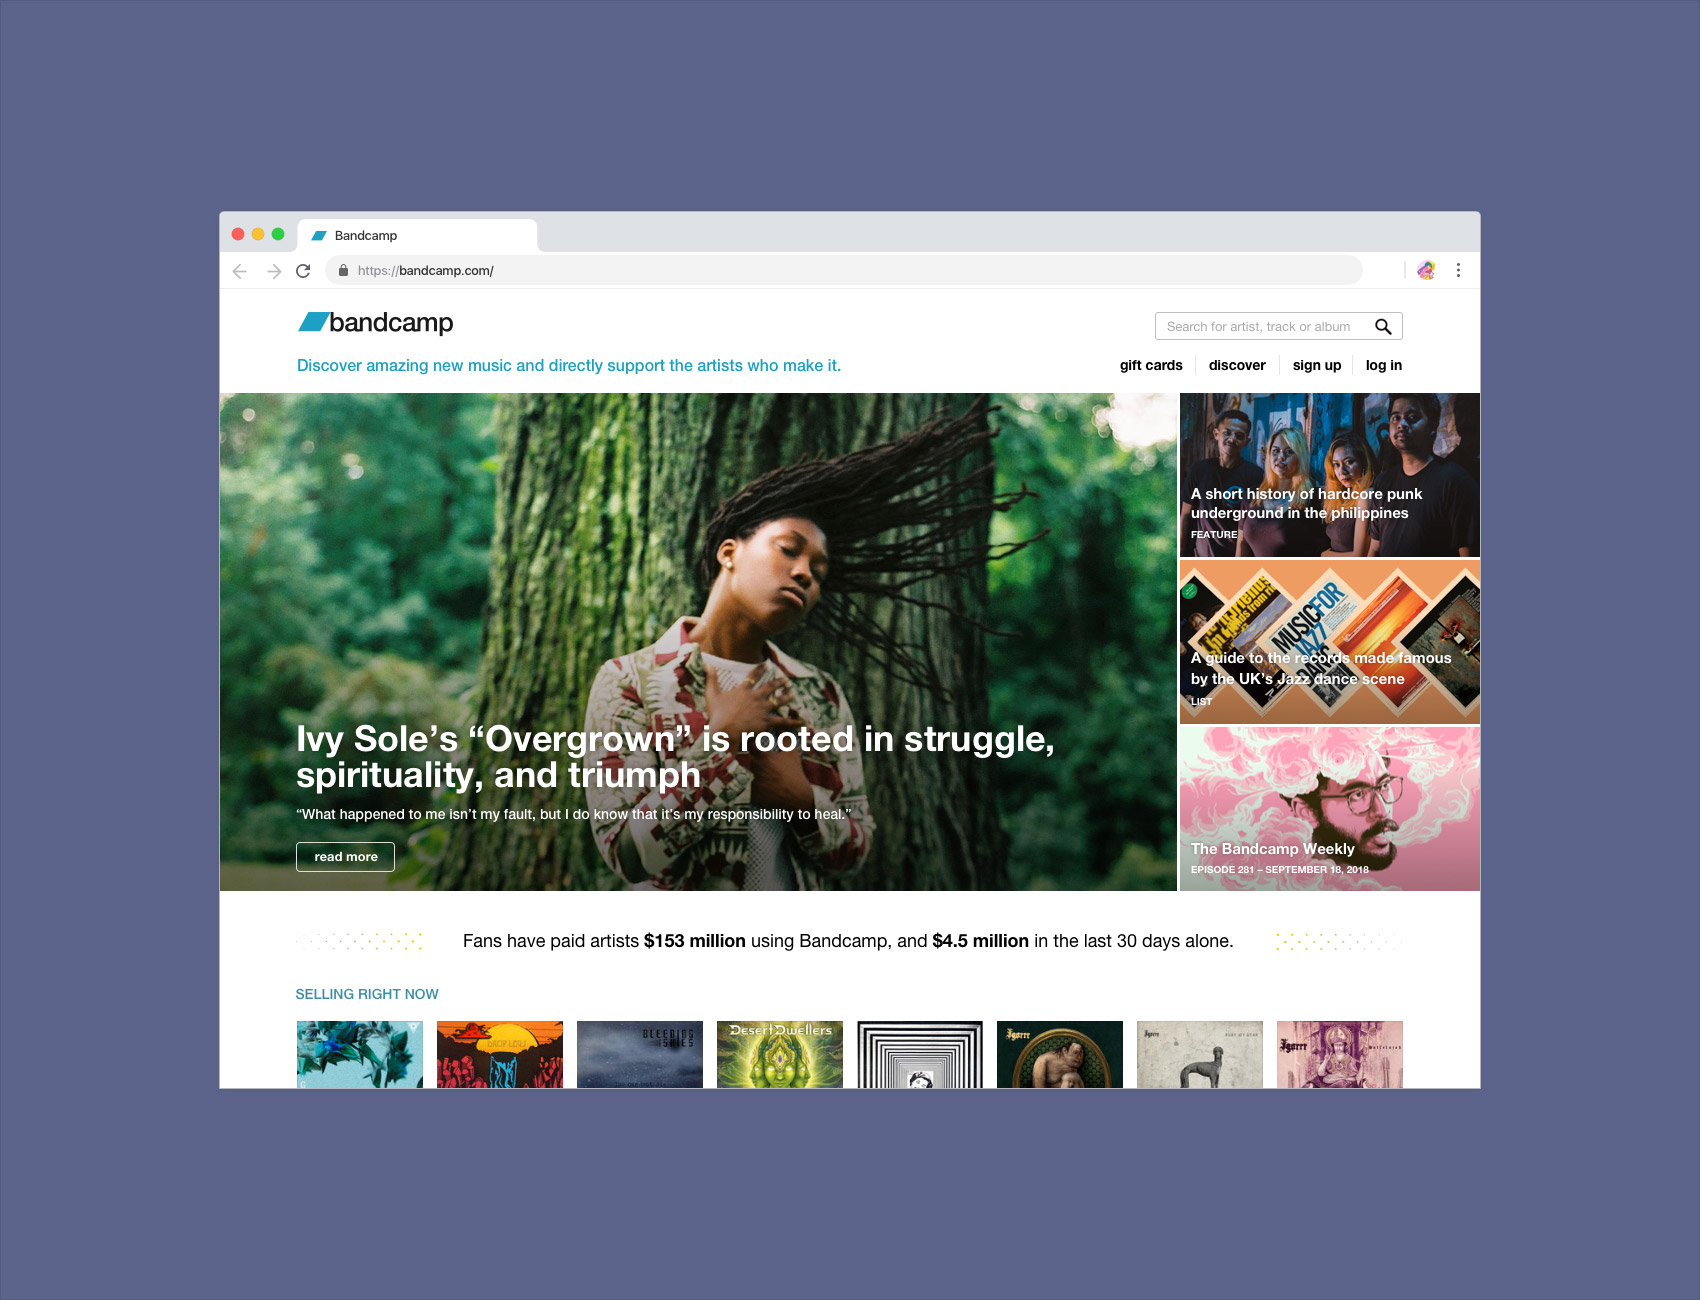 Bandcamp
https://bandcamp.com/
bandcamp
Search for artist, track or album
Discover amazing new music and directly support the artists who make it.
gift cards
discover
sign up
log in
Ivy Sole’s “Overgrown” is rooted in struggle,
spirituality, and triumph
“What happened to me isn’t my fault, but I do know that it’s my responsibility to heal.”
read more
A short history of hardcore punk
underground in the philippines
FEATURE
MUSIC FOR
JAZZ
A guide to the records made famous
by the UK’s Jazz dance scene
LIST
The Bandcamp Weekly
EPISODE 281 – SEPTEMBER 18, 2018
Fans have paid artists $153 million using Bandcamp, and $4.5 million in the last 30 days alone.
SELLING RIGHT NOW
BLEEDING
SKIES
DESERT DWELLERS
Igorrr
Igorrr
Igorrr